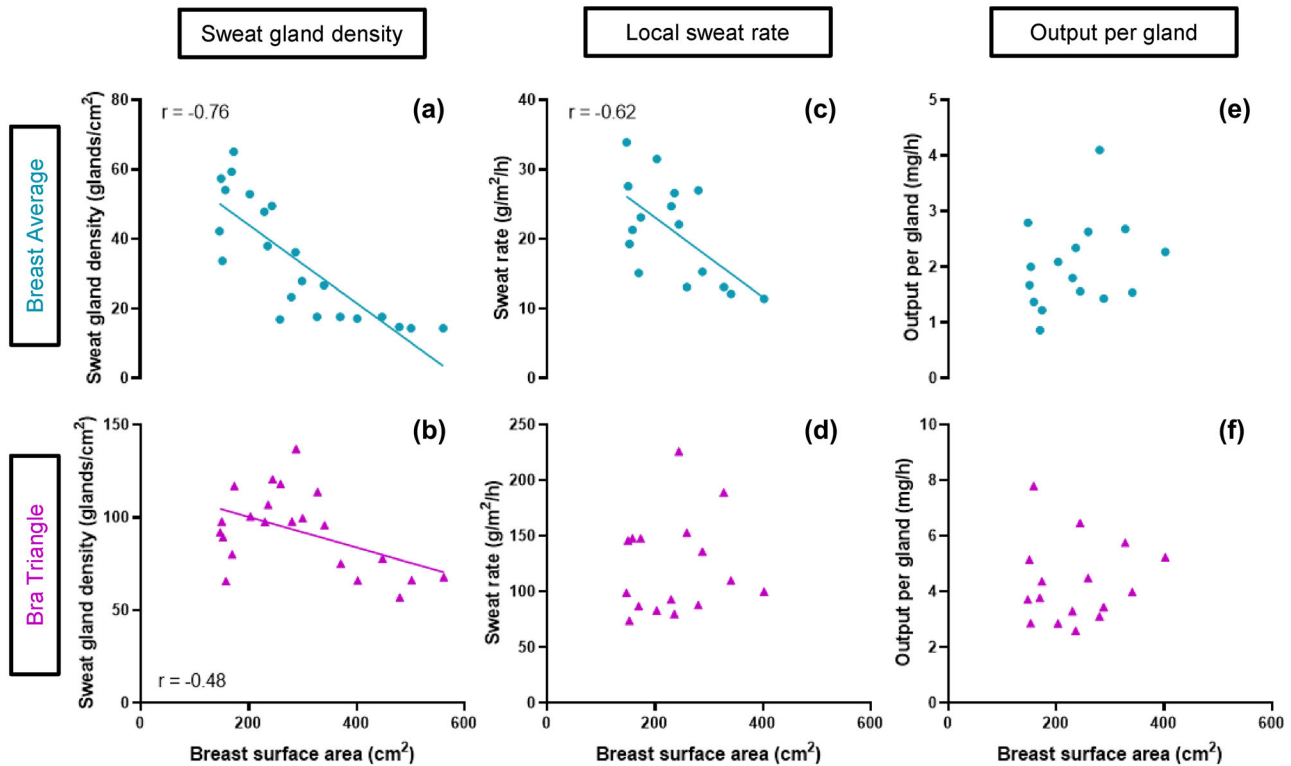 Sweat gland density
Local sweat rate
Output per gland
Breast Average
Bra Triangle
(a)
r = -0.76
Sweat gland density (glands/cm²)
80
60
40
20
0
(c)
r = -0.62
Sweat rate (g/m²/h)
40
30
20
10
0
(e)
Output per gland (mg/h)
5
4
3
2
1
0
(b)
r = -0.48
Sweat gland density (glands/cm²)
150
100
50
0
0 200 400 600
Breast surface area (cm²)
(d)
Sweat rate (g/m²/h)
250
200
150
100
50
0
0 200 400 600
Breast surface area (cm²)
(f)
Output per gland (mg/h)
10
8
6
4
2
0
0 200 400 600
Breast surface area (cm²)